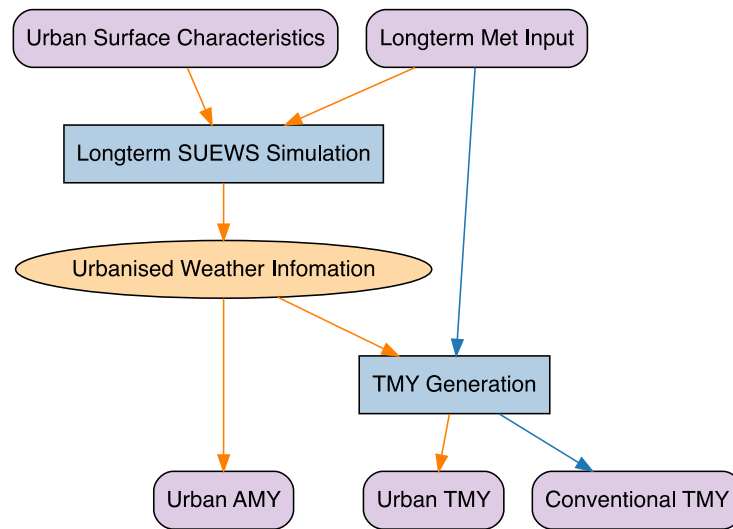 Urban Surface Characteristics
Longterm Met Input
Longterm SUEWS Simulation
Urbanised Weather Infomation
TMY Generation
Urban AMY
Urban TMY
Conventional TMY